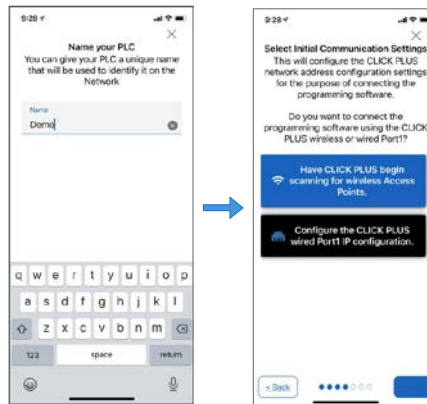 9:28
Name your PLC
You can give your PLC a unique name
that will be used to identify it on the
Network
Name
Demo
q w e r t y u i o p
a s d f g h j k l
z x c v b n m
123 space return
9:28
Select Initial Communication Settings
This will configure the CLICK PLUS
network address configuration settings
for the purpose of connecting the
programming software.
Do you want to connect the
programming software using the CLICK
PLUS wireless or wired Port1?
Have CLICK PLUS begin
scanning for wireless Access
Points.
Configure the CLICK PLUS
wired Port1 IP configuration.
< Back